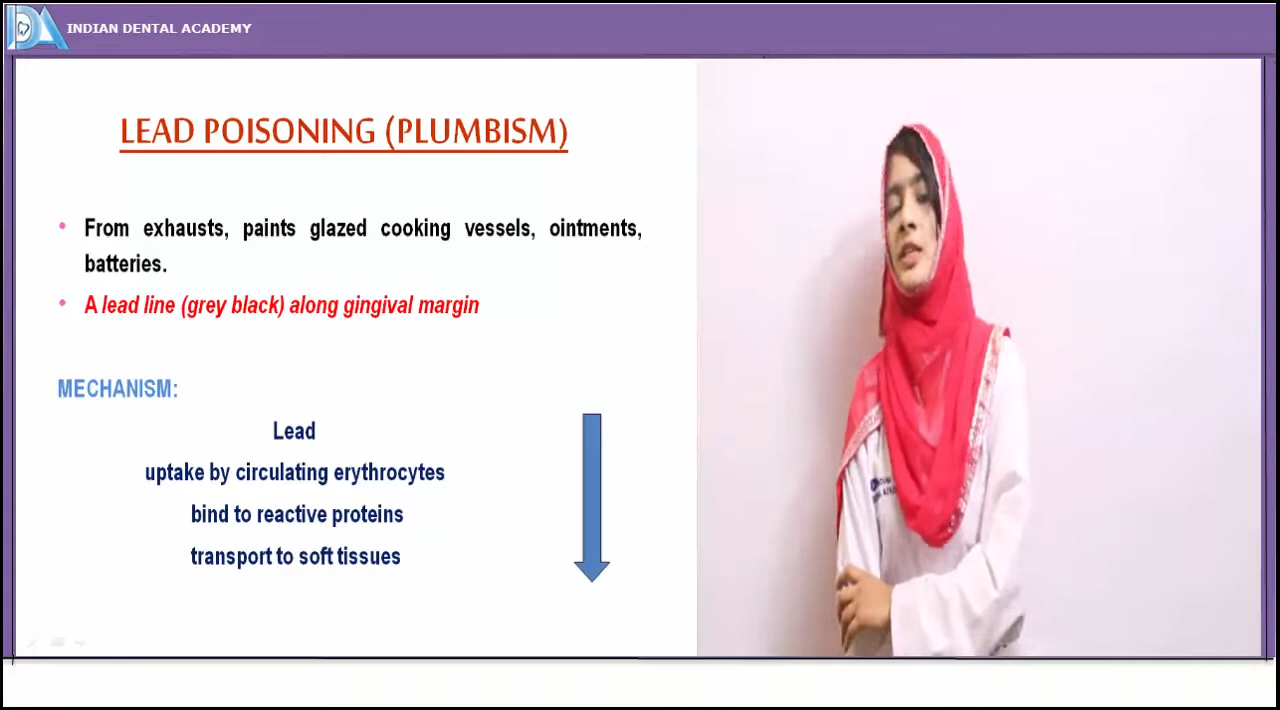 INDIAN DENTAL ACADEMY
LEAD POISONING (PLUMBISM)
• From exhausts, paints glazed cooking vessels, ointments,
batteries.
• A lead line (grey black) along gingival margin
MECHANISM:
Lead
uptake by circulating erythrocytes
bind to reactive proteins
transport to soft tissues